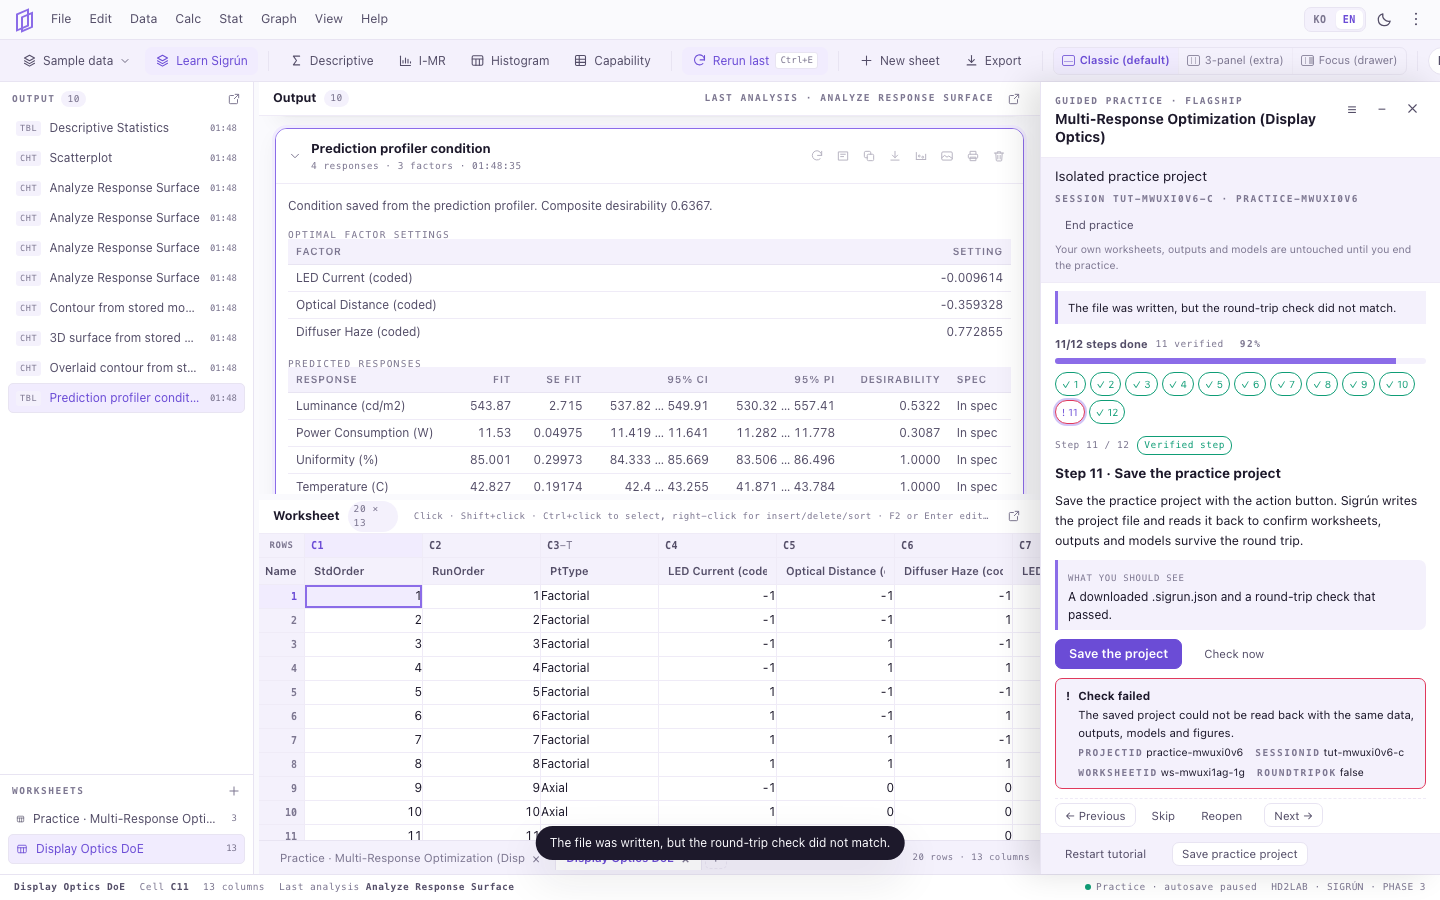 File Edit Data Calc Stat Graph View Help KO EN
Sample data Learn Sigrún Descriptive I-MR Histogram Capability Rerun last Ctrl+E New sheet Export Classic (default) 3-panel (extra) Focus (drawer)
OUTPUT 10
TBL Descriptive Statistics 01:48
CHT Scatterplot 01:48
CHT Analyze Response Surface 01:48
CHT Analyze Response Surface 01:48
CHT Analyze Response Surface 01:48
CHT Analyze Response Surface 01:48
CHT Contour from stored mo... 01:48
CHT 3D surface from stored ... 01:48
CHT Overlaid contour from st... 01:48
TBL Prediction profiler condit... 01:48
WORKSHEETS
Practice · Multi-Response Opti... 3
Display Optics DoE 13
Output 10 LAST ANALYSIS · ANALYZE RESPONSE SURFACE
Prediction profiler condition
4 responses · 3 factors · 01:48:35
Condition saved from the prediction profiler. Composite desirability 0.6367.
OPTIMAL FACTOR SETTINGS
FACTOR SETTING
LED Current (coded) -0.009614
Optical Distance (coded) -0.359328
Diffuser Haze (coded) 0.772855
PREDICTED RESPONSES
RESPONSE FIT SE FIT 95% CI 95% PI DESIRABILITY SPEC
Luminance (cd/m2) 543.87 2.715 537.82 ... 549.91 530.32 ... 557.41 0.5322 In spec
Power Consumption (W) 11.53 0.04975 11.419 ... 11.641 11.282 ... 11.778 0.3087 In spec
Uniformity (%) 85.001 0.29973 84.333 ... 85.669 83.506 ... 86.496 1.0000 In spec
Temperature (C) 42.827 0.19174 42.4 ... 43.255 41.871 ... 43.784 1.0000 In spec
Worksheet 20 × 13 Click · Shift+click · Ctrl+click to select, right-click for insert/delete/sort · F2 or Enter edit...
ROWS C1 C2 C3-T C4 C5 C6 C7
Name StdOrder RunOrder PtType LED Current (code Optical Distance ( Diffuser Haze (coc LED
1 1 1 Factorial -1 -1 -1
2 2 2 Factorial -1 -1 1
3 3 3 Factorial -1 1 -1
4 4 4 Factorial -1 1 1
5 5 5 Factorial 1 -1 -1
6 6 6 Factorial 1 -1 1
7 7 7 Factorial 1 1 -1
8 8 8 Factorial 1 1 1
9 9 9 Axial -1 0 0
10 10 10 Axial 1 0 0
11 11 11 0
The file was written, but the round-trip check did not match.
Practice · Multi-Response Optimization (Disp × 20 rows · 13 columns
GUIDED PRACTICE · FLAGSHIP
Multi-Response Optimization (Display
Optics)
Isolated practice project
SESSION TUT-MWUXI0V6-C · PRACTICE-MWUXI0V6
End practice
Your own worksheets, outputs and models are untouched until you end
the practice.
The file was written, but the round-trip check did not match.
11/12 steps done 11 verified 92%
✓ 1 ✓ 2 ✓ 3 ✓ 4 ✓ 5 ✓ 6 ✓ 7 ✓ 8 ✓ 9 ✓ 10
! 11 ✓ 12
Step 11 / 12 Verified step
Step 11 · Save the practice project
Save the practice project with the action button. Sigrún writes
the project file and reads it back to confirm worksheets,
outputs and models survive the round trip.
WHAT YOU SHOULD SEE
A downloaded .sigrun.json and a round-trip check that
passed.
Save the project Check now
! Check failed
The saved project could not be read back with the same data,
outputs, models and figures.
PROJECTID practice-mwuxi0v6 SESSIONID tut-mwuxi0v6-c
WORKSHEETID ws-mwuxi1ag-1g ROUNDTRIPOK false
← Previous Skip Reopen Next →
Restart tutorial Save practice project
Display Optics DoE Cell C11 13 columns Last analysis Analyze Response Surface Practice · autosave paused HD2LAB · SIGRÚN · PHASE 3